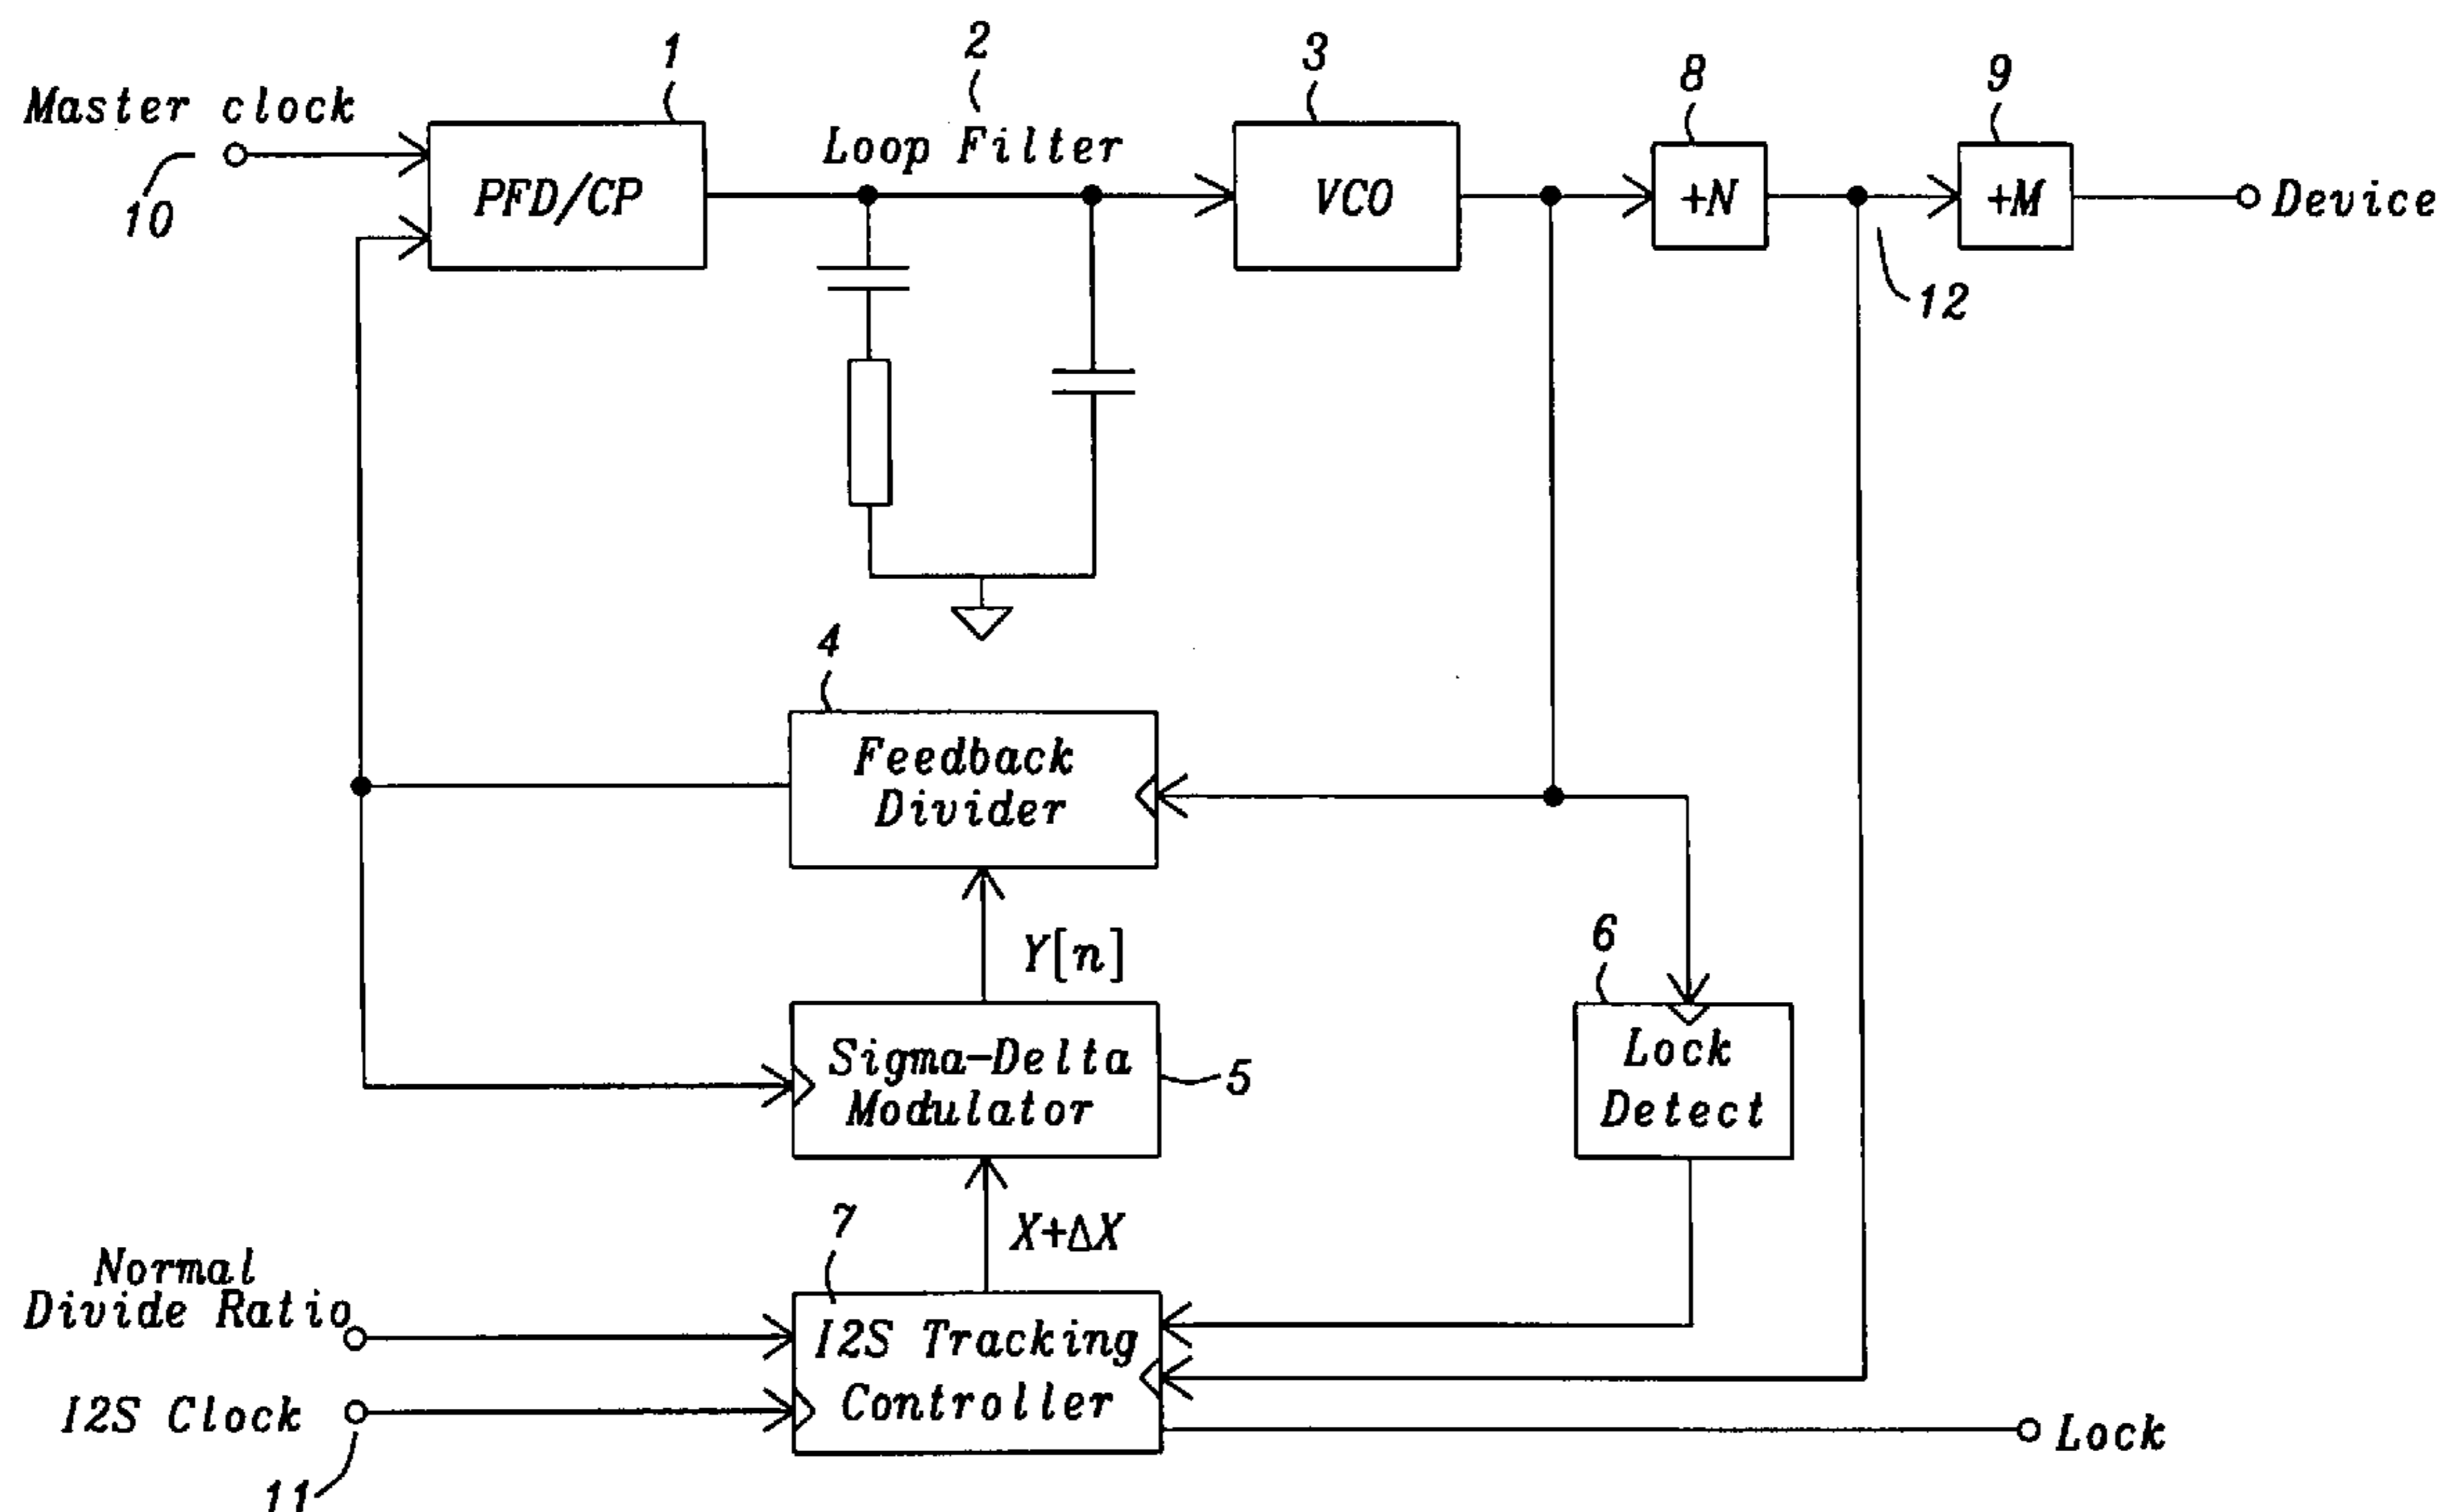 1
2
3
8
9
Master clock
10
PFD/CP
Loop Filter
VCO
+N
+M
Device
12
4
Feedback
Divider
Y[n]
6
Sigma-Delta
Modulator
5
Lock
Detect
7
X+ΔX
Normal
Divide Ratio
I2S Tracking
Controller
I2S Clock
11
Lock